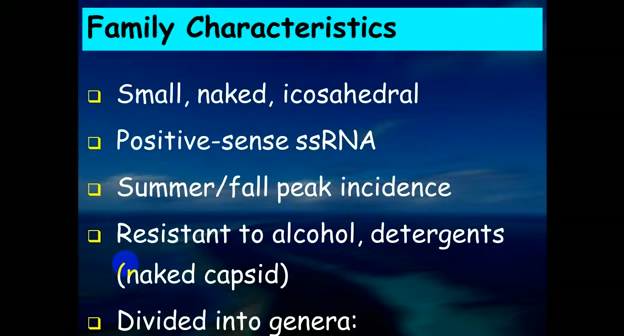 Family Characteristics
Small, naked, icosahedral
Positive-sense ssRNA
Summer/fall peak incidence
Resistant to alcohol, detergents
(naked capsid)
Divided into genera: